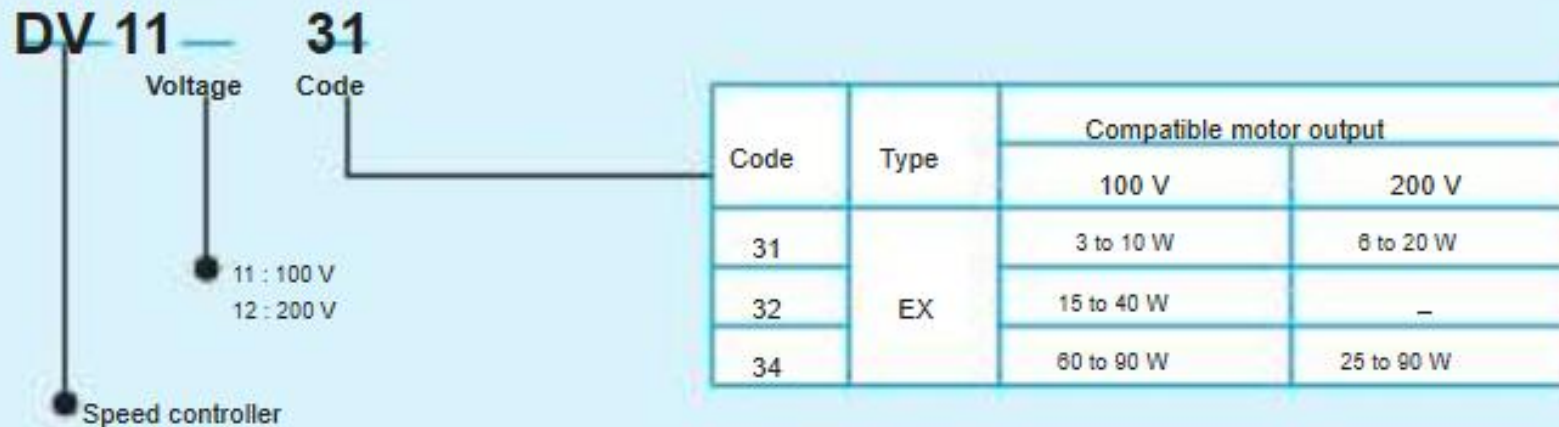 DV 11 31
Voltage Code
11 : 100 V
12 : 200 V
Speed controller
Code Type Compatible motor output
100 V 200 V
31 3 to 10 W 6 to 20 W
32 EX 15 to 40 W –
34 60 to 90 W 25 to 90 W